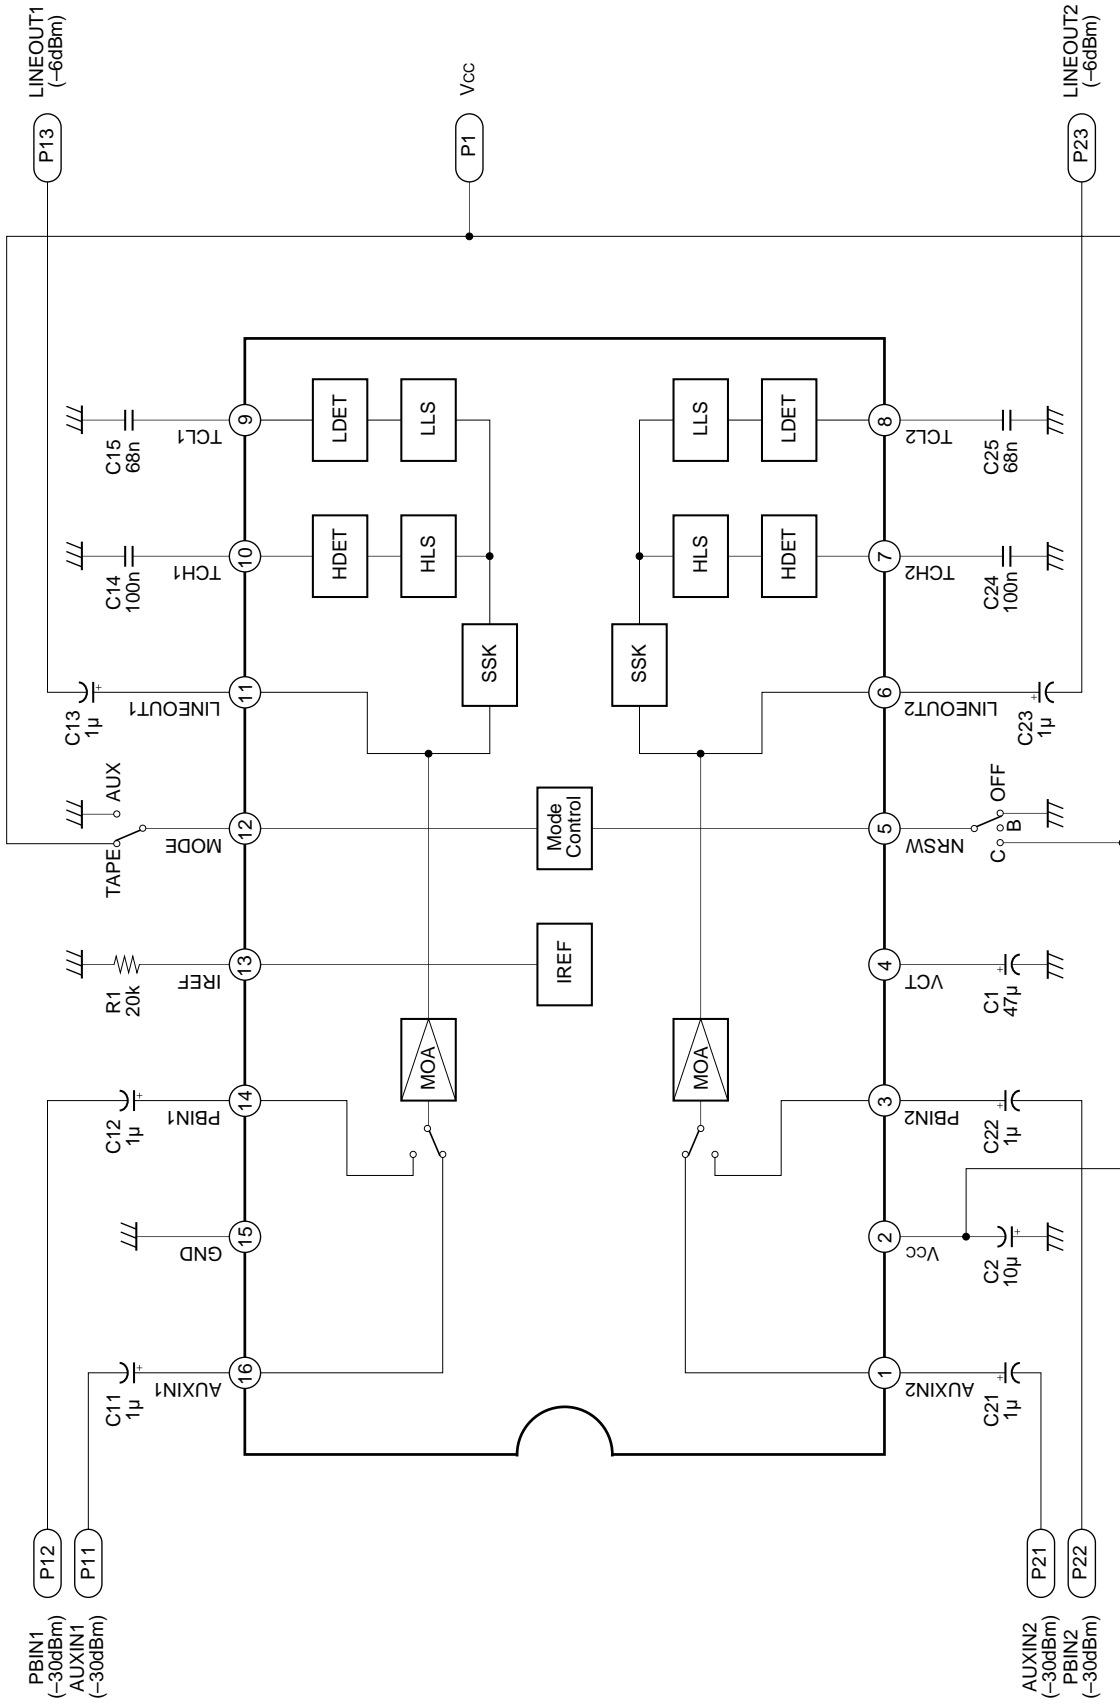 PBIN1
(–30dBm)
P12
AUXIN1
(–30dBm)
P11
LINEOUT1
(–6dBm)
P13
C11
1μ
C12
1μ
R1
20k
TAPE
AUX
C13
1μ
C14
100n
C15
68n
AUXIN1
GND
PBIN1
IREF
MODE
LINEOUT1
TCH1
TCL1
16
15
14
13
12
11
10
9
HDET
LDET
HLS
LLS
MOA
SSK
IREF
Mode
Control
P1
Vcc
MOA
SSK
HLS
LLS
HDET
LDET
1
2
3
4
5
6
7
8
AUXIN2
Vcc
PBIN2
VCT
NRSW
LINEOUT2
TCH2
TCL2
C21
1μ
C2
10μ
C22
1μ
C1
47μ
C
B
OFF
C23
1μ
C24
100n
C25
68n
AUXIN2
(–30dBm)
P21
PBIN2
(–30dBm)
P22
P23
LINEOUT2
(–6dBm)